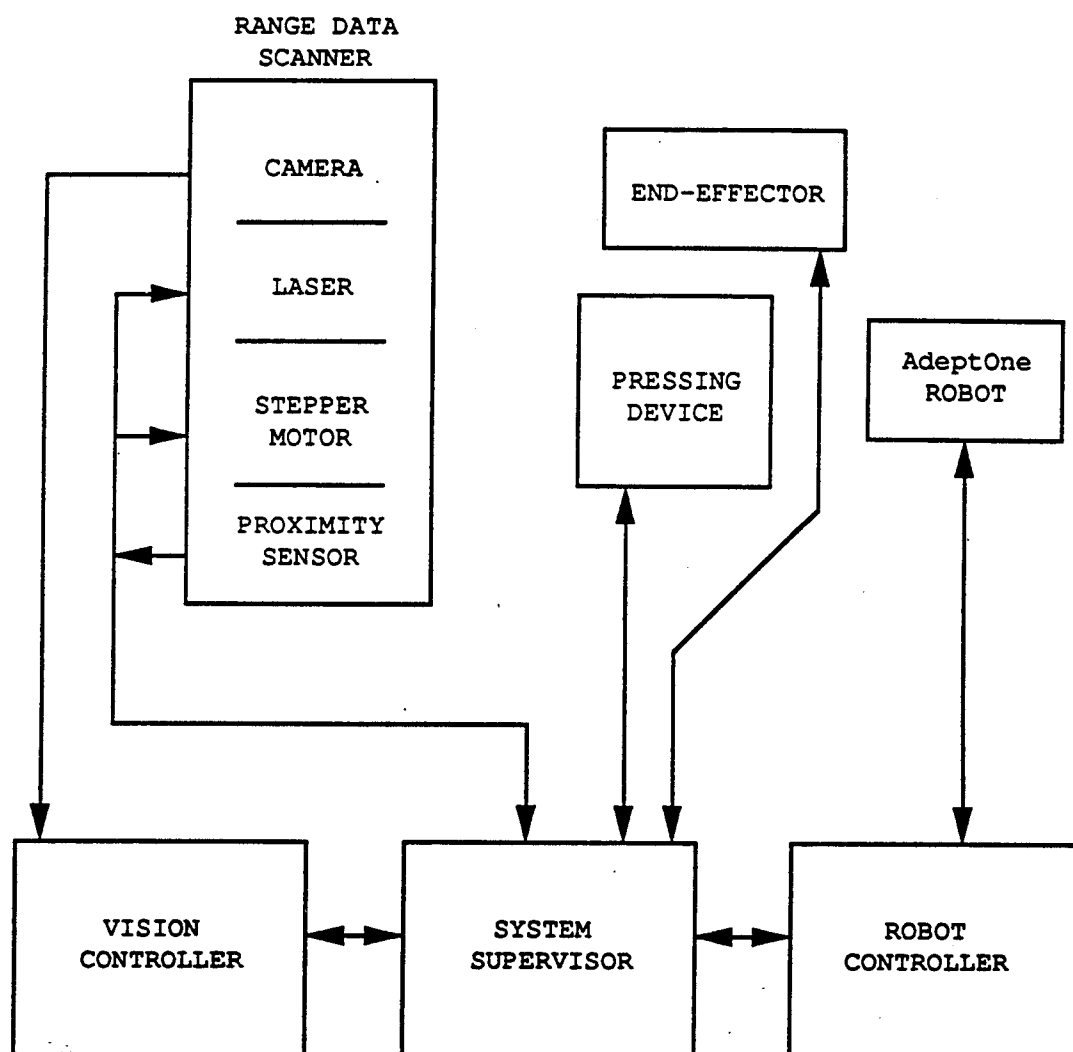 RANGE DATA
SCANNER
CAMERA
LASER
STEPPER
MOTOR
PROXIMITY
SENSOR
END-EFFECTOR
PRESSING
DEVICE
AdeptOne
ROBOT
VISION
CONTROLLER
SYSTEM
SUPERVISOR
ROBOT
CONTROLLER